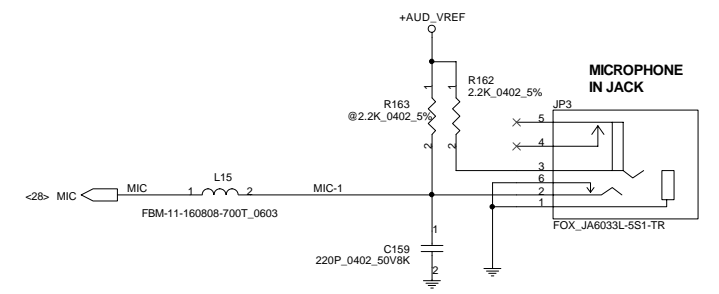 +AUD_VREF
MICROPHONE
IN JACK
R162
2.2K_0402_5%
R163
@2.2K_0402_5%
1
1
2
2
JP3
5
4
3
6
2
1
L15
<28> MIC
MIC
1
2
MIC-1
FBM-11-160808-700T_0603
1
C159
220P_0402_50V8K
2
FOX_JA6033L-5S1-TR